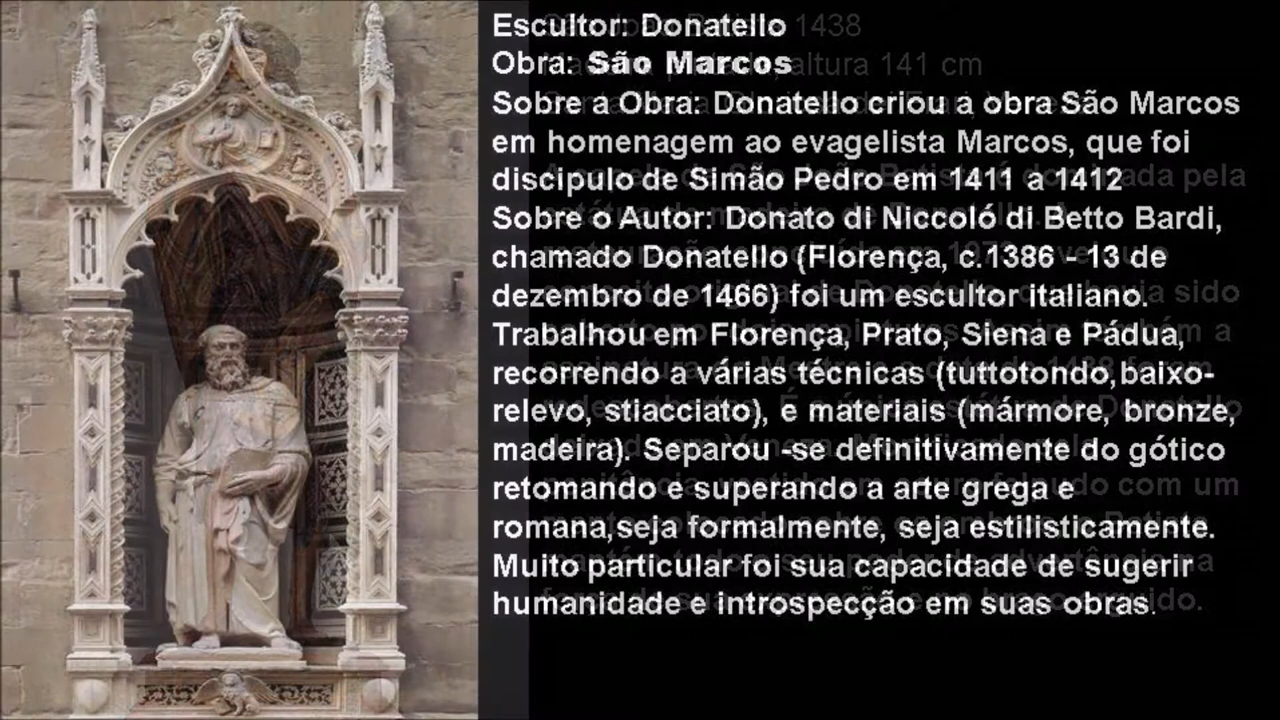 Escultor: Donatello
Obra: São Marcos
Sobre a Obra: Donatello criou a obra São Marcos
em homenagem ao evagelista Marcos, que foi
discipulo de Simão Pedro em 1411 a 1412
Sobre o Autor: Donato di Niccoló di Betto Bardi,
chamado Donatello (Florença, c.1386 - 13 de
dezembro de 1466) foi um escultor italiano.
Trabalhou em Florença, Prato, Siena e Pádua,
recorrendo a várias técnicas (tuttotondo, baixo-
relevo, stiacciato), e materiais (mármore, bronze,
madeira). Separou -se definitivamente do gótico
retomando e superando a arte grega e
romana,seja formalmente, seja estilisticamente.
Muito particular foi sua capacidade de sugerir
humanidade e introspecção em suas obras.
1438
altura 141 cm